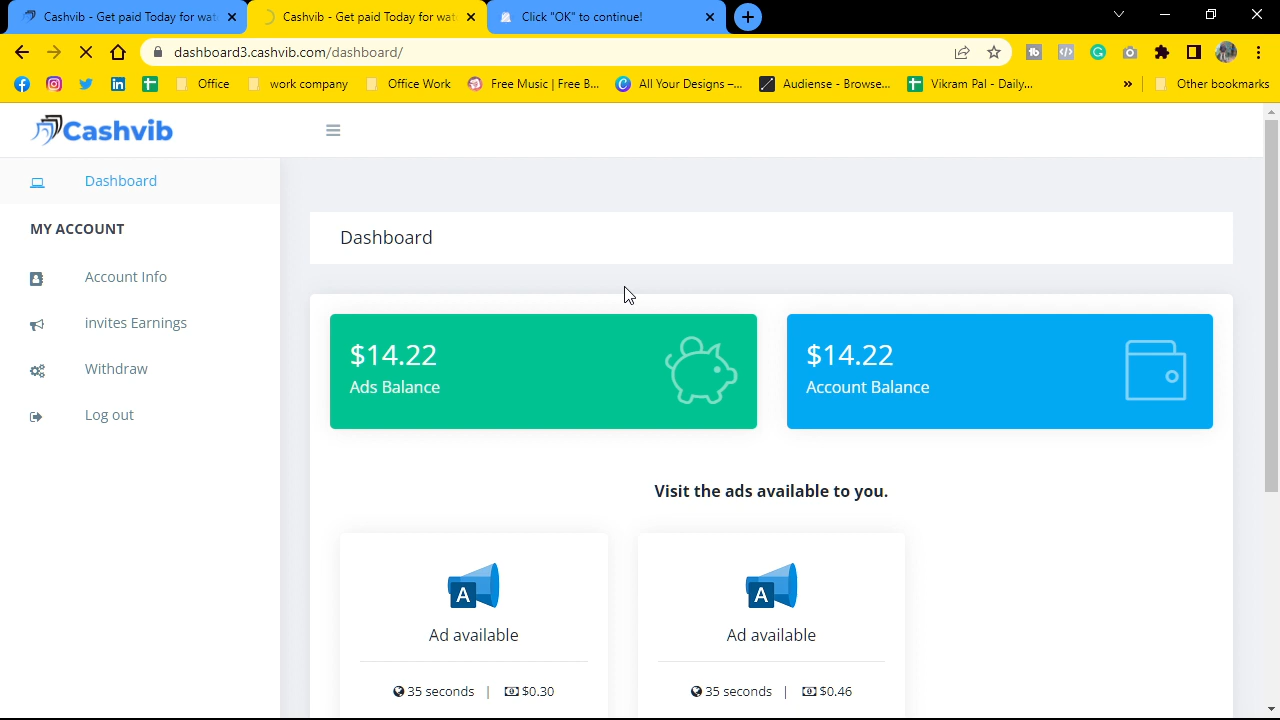 Cashvib - Get paid Today for wat
Cashvib - Get paid Today for wat
Click "OK" to continue!
dashboard3.cashvib.com/dashboard/
Office
work company
Office Work
Free Music | Free B...
All Your Designs –...
Audiense - Browse...
Vikram Pal - Daily...
»
Other bookmarks
Cashvib
Dashboard
MY ACCOUNT
Account Info
invites Earnings
Withdraw
Log out
Dashboard
$14.22
Ads Balance
$14.22
Account Balance
Visit the ads available to you.
A
Ad available
35 seconds | $0.30
A
Ad available
35 seconds | $0.46